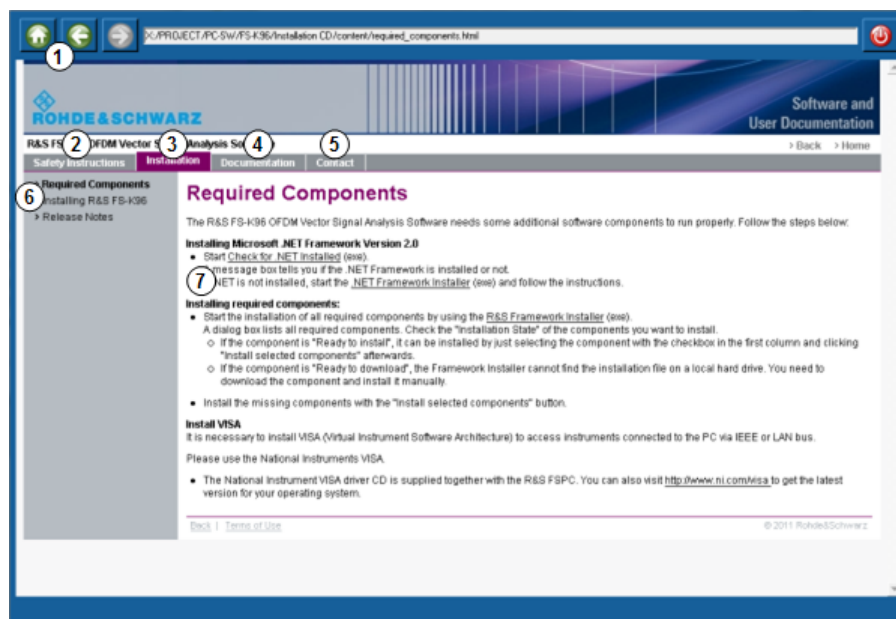 X:/PROJECT/PC-SW/FS-K96/Installation CD/content/required_components.html
1
ROHDE&SCHWARZ
Software and
User Documentation
R&S FS OFDM Vector S Analysis So
2
3
4
5
> Back > Home
Safety Instructions Installation Documentation Contact
> Required Components
6
Installing R&S FS-K96
> Release Notes
Required Components
The R&S FS-K96 OFDM Vector Signal Analysis Software needs some additional software components to run properly. Follow the steps below:
Installing Microsoft .NET Framework Version 2.0
• Start Check for .NET Installed (exe).
message box tells you if the .NET Framework is installed or not.
7
NET is not installed, start the .NET Framework Installer (exe) and follow the instructions.
Installing required components:
• Start the installation of all required components by using the R&S Framework Installer (exe).
A dialog box lists all required components. Check the "Installation State" of the components you want to install.
○ If the component is "Ready to install", it can be installed by just selecting the component with the checkbox in the first column and clicking
"Install selected components" afterwards.
○ If the component is "Ready to download", the Framework Installer cannot find the installation file on a local hard drive. You need to
download the component and install it manually.
• Install the missing components with the "Install selected components" button.
Install VISA
It is necessary to install VISA (Virtual Instrument Software Architecture) to access instruments connected to the PC via IEEE or LAN bus.
Please use the National Instruments VISA.
• The National Instrument VISA driver CD is supplied together with the R&S FSPC. You can also visit http://www.ni.com/visa to get the latest
version for your operating system.
Back | Terms of Use
© 2011 Rohde&Schwarz